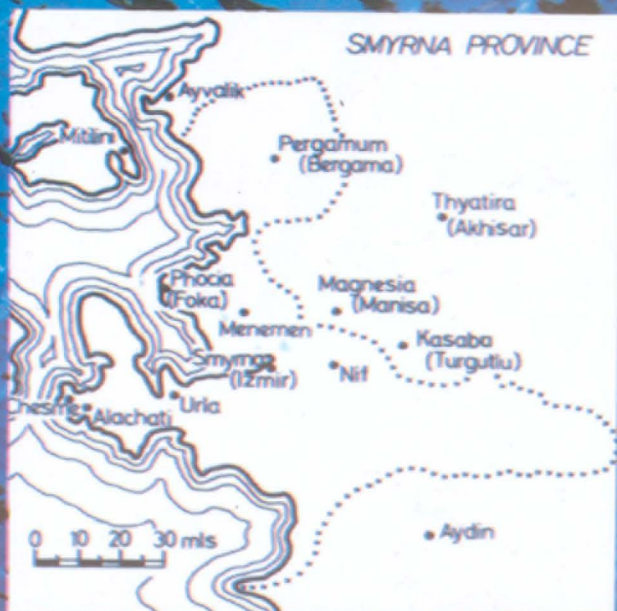 SMYRNA PROVINCE
Ayvalik
Mitilini
Pergamum
(Bergama)
Thyatira
(Akhisar)
Phocia
(Foka)
Magnesia
(Manisa)
Menemen
Kasaba
(Turgutlu)
Smyrna
(Izmir)
Nif
Urla
Chesme
Alachati
0 10 20 30 mls
Aydin